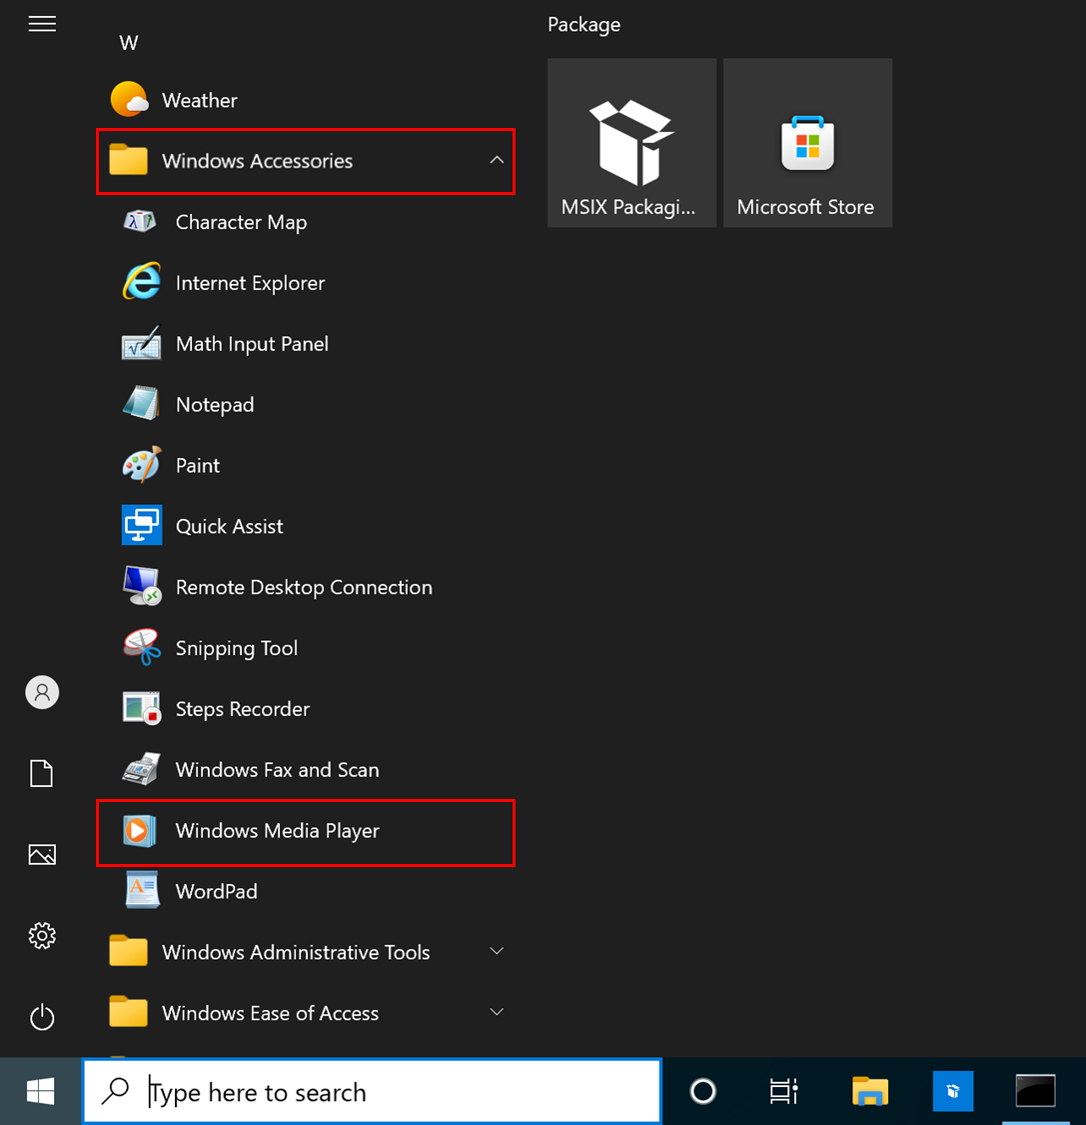 W
Weather
Windows Accessories
Character Map
Internet Explorer
Math Input Panel
Notepad
Paint
Quick Assist
Remote Desktop Connection
Snipping Tool
Steps Recorder
Windows Fax and Scan
Windows Media Player
WordPad
Windows Administrative Tools
Windows Ease of Access
Package
MSIX Packagi...
Microsoft Store
Type here to search